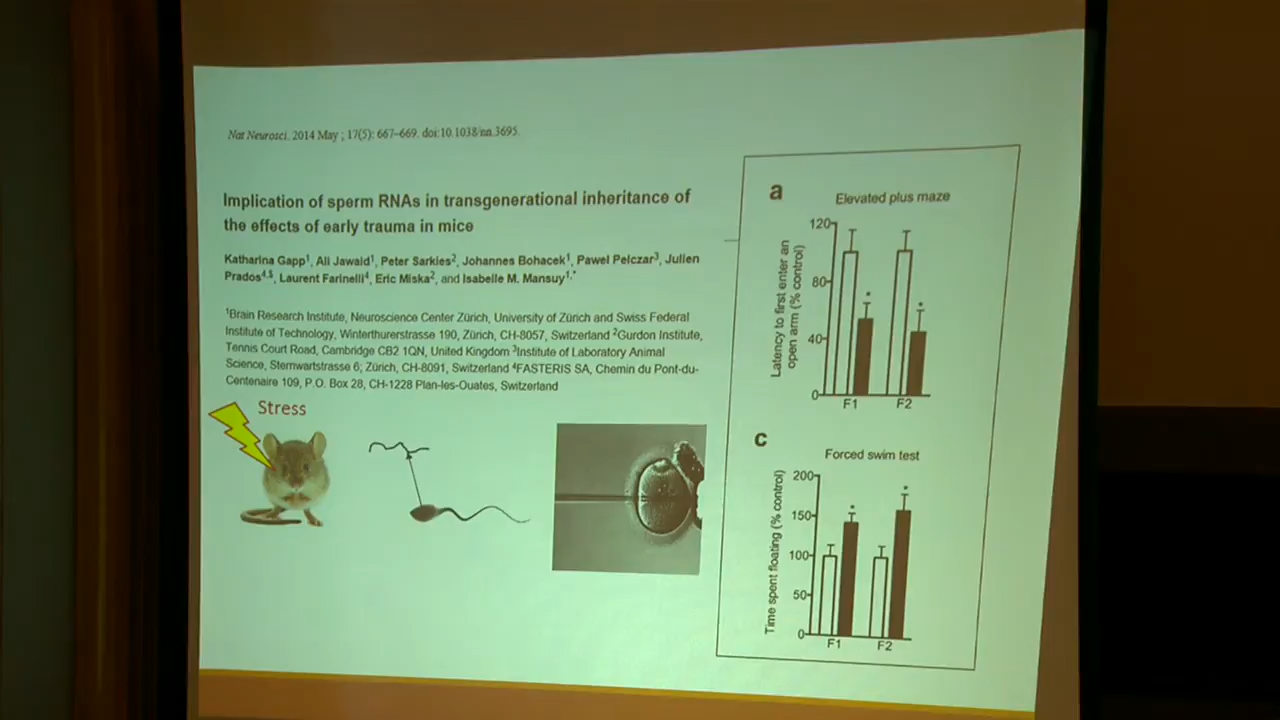 Nat Neurosci. 2014 May ; 17(5): 667–669. doi:10.1038/nn.3695.
Implication of sperm RNAs in transgenerational inheritance of
the effects of early trauma in mice
Katharina Gapp1, Ali Jawaid1, Peter Sarkies2, Johannes Bohacek1, Pawel Pelczar3, Julien
Prados4,5, Laurent Farinelli4, Eric Miska2, and Isabelle M. Mansuy1,*
1Brain Research Institute, Neuroscience Center Zürich, University of Zürich and Swiss Federal
Institute of Technology, Winterthurerstrasse 190, Zürich, CH-8057, Switzerland 2Gurdon Institute,
Tennis Court Road, Cambridge CB2 1QN, United Kingdom 3Institute of Laboratory Animal
Science, Sternwartstrasse 6; Zürich, CH-8091, Switzerland 4FASTERIS SA, Chemin du Pont-du-
Centenaire 109, P.O. Box 28, CH-1228 Plan-les-Ouates, Switzerland
Stress
a
Elevated plus maze
Latency to first enter an
open arm (% control)
120
80
40
0
*
*
F1 F2
c
Forced swim test
Time spent floating (% control)
200
150
100
50
0
*
*
F1 F2